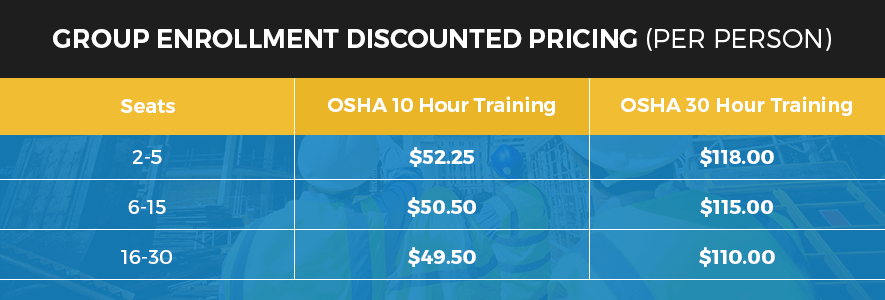 GROUP ENROLLMENT DISCOUNTED PRICING (PER PERSON)
Seats OSHA 10 Hour Training OSHA 30 Hour Training
2-5 $52.25 $118.00
6-15 $50.50 $115.00
16-30 $49.50 $110.00